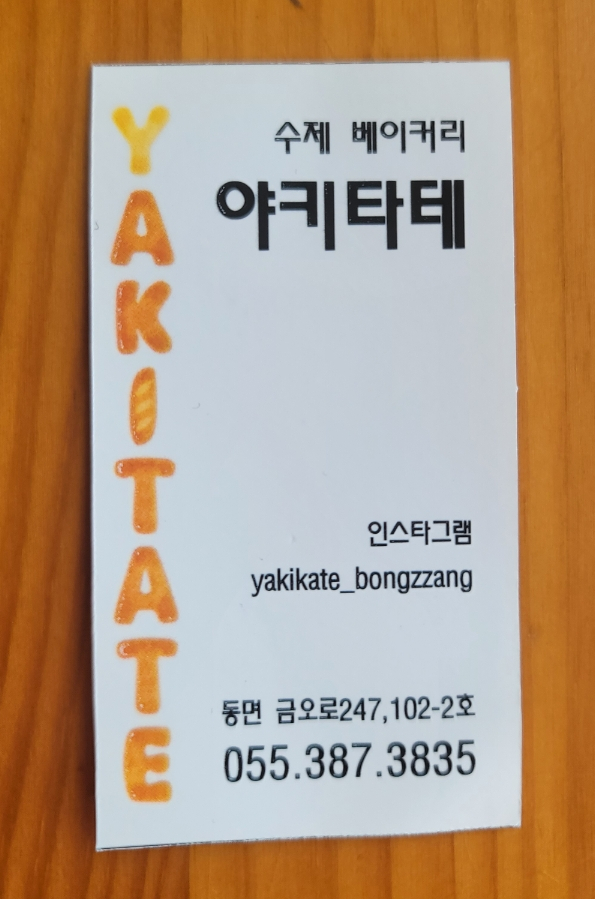 YAKITATE
수제 베이커리
야키타테
인스타그램
yakikate_bongzzang
동면 금오로247,102-2호
055.387.3835